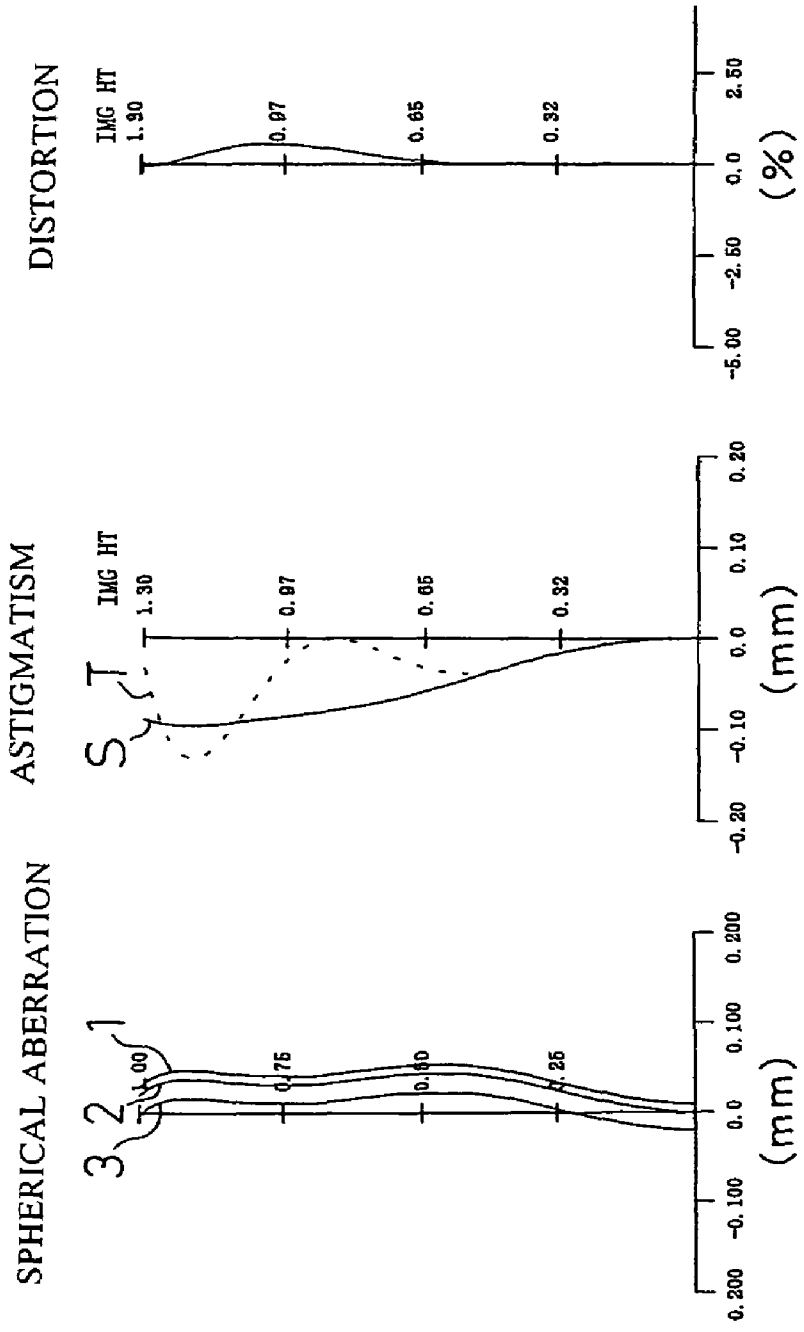 SPHERICAL ABERRATION
3 2 1
1.00
0.75
0.50
0.25
0.200 -0.100 0.0 0.100 0.200
(mm)
ASTIGMATISM
IMG HT
S T
1.30
0.97
0.65
0.32
-0.20 -0.10 0.0 0.10 0.20
(mm)
DISTORTION
IMG HT
1.90
0.97
0.65
0.32
-5.00 -2.50 0.0 2.50
(%)